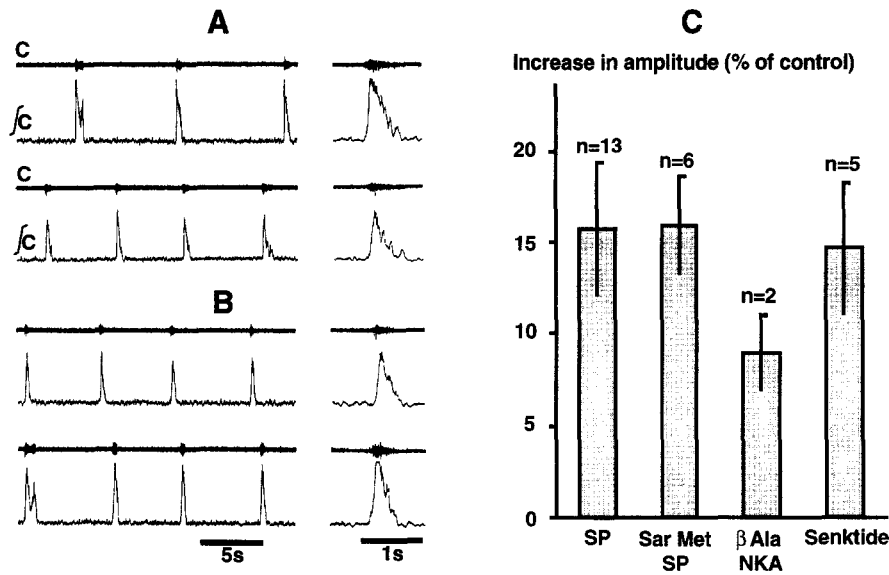 A
C
∫C
C
∫C
B
5s
1s
C
Increase in amplitude (% of control)
20
15
10
5
0
n=13
n=6
n=2
n=5
SP
Sar Met
SP
β Ala
NKA
Senktide